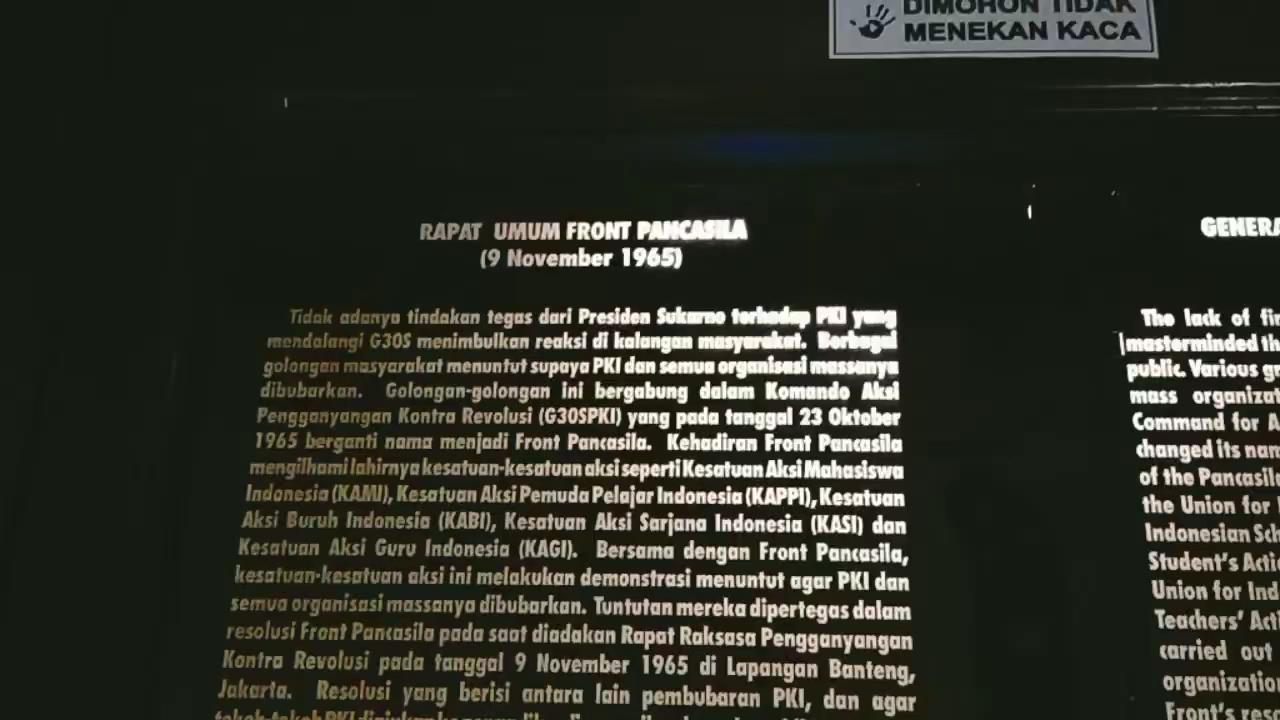 DIMOHON TIDAK
MENEKAN KACA
RAPAT UMUM FRONT PANCASILA
(9 November 1965)
Tidak adanya tindakan tegas dari Presiden Sukarno terhadap PKI yang
mendalangi G30S menimbulkan reaksi di kalangan masyarakat. Berbagai
golongan masyarakat menuntut supaya PKI dan semua organisasi massanya
dibubarkan. Golongan-golongan ini bergabung dalam Komando Aksi
Pengganyangan Kontra Revolusi (G30SPKI) yang pada tanggal 23 Oktober
1965 berganti nama menjadi Front Pancasila. Kehadiran Front Pancasila
mengilhami lahirnya kesatuan-kesatuan aksi seperti Kesatuan Aksi Mahasiswa
Indonesia (KAMI), Kesatuan Aksi Pemuda Pelajar Indonesia (KAPPI), Kesatuan
Aksi Buruh Indonesia (KABI), Kesatuan Aksi Sarjana Indonesia (KASI) dan
Kesatuan Aksi Guru Indonesia (KAGI). Bersama dengan Front Pancasila,
kesatuan-kesatuan aksi ini melakukan demonstrasi menuntut agar PKI dan
semua organisasi massanya dibubarkan. Tuntutan mereka dipertegas dalam
resolusi Front Pancasila pada saat diadakan Rapat Raksasa Pengganyangan
Kontra Revolusi pada tanggal 9 November 1965 di Lapangan Banteng,
Jakarta. Resolusi yang berisi antara lain pembubaran PKI, dan agar
GENERA
The lack of fir
masterminded th
public. Various gr
mass organizat
Command for A
changed its nam
of the Pancasila
the Union for
Indonesian Sch
Student's Actio
Union for Ind
Teachers' Acti
carried out
organization
Front's reso